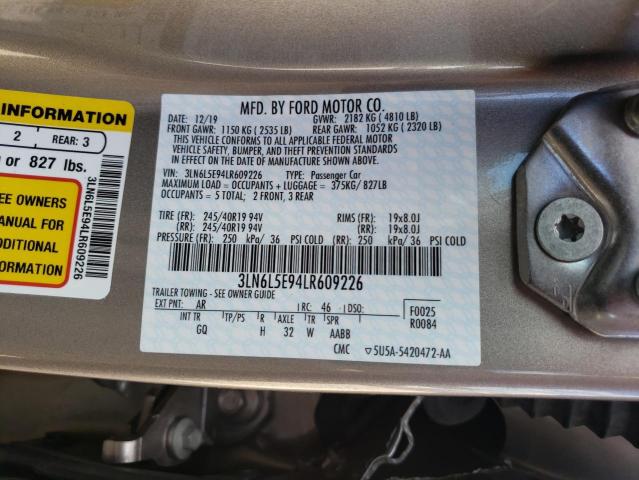 INFORMATION
2 REAR: 3
or 827 lbs.
SEE OWNERS
MANUAL FOR
ADDITIONAL
INFORMATION
3LN6L5E94LR609226
MFD. BY FORD MOTOR CO.
DATE: 12/19 GVWR: 2182 KG ( 4810 LB)
FRONT GAWR: 1150 KG ( 2535 LB) REAR GAWR: 1052 KG ( 2320 LB)
THIS VEHICLE CONFORMS TO ALL APPLICABLE FEDERAL MOTOR
VEHICLE SAFETY, BUMPER, AND THEFT PREVENTION STANDARDS
IN EFFECT ON THE DATE OF MANUFACTURE SHOWN ABOVE.
VIN: 3LN6L5E94LR609226 TYPE: Passenger Car
MAXIMUM LOAD = OCCUPANTS + LUGGAGE = 375KG/ 827LB
OCCUPANTS = 5 TOTAL; 2 FRONT, 3 REAR
TIRE (FR): 245/40R19 94V RIMS (FR): 19x8.0J
(RR): 245/40R19 94V (RR): 19x8.0J
PRESSURE (FR): 250 kPa/ 36 PSI COLD (RR): 250 kPa/ 36 PSI COLD
3LN6L5E94LR609226
TRAILER TOWING - SEE OWNER GUIDE
EXT PNT: AR RC: 46 DSO: F0025
INT TR TP/PS R AXLE TR SPR R0084
GQ H 32 W AABB
CMC ▽5U5A-5420472-AA